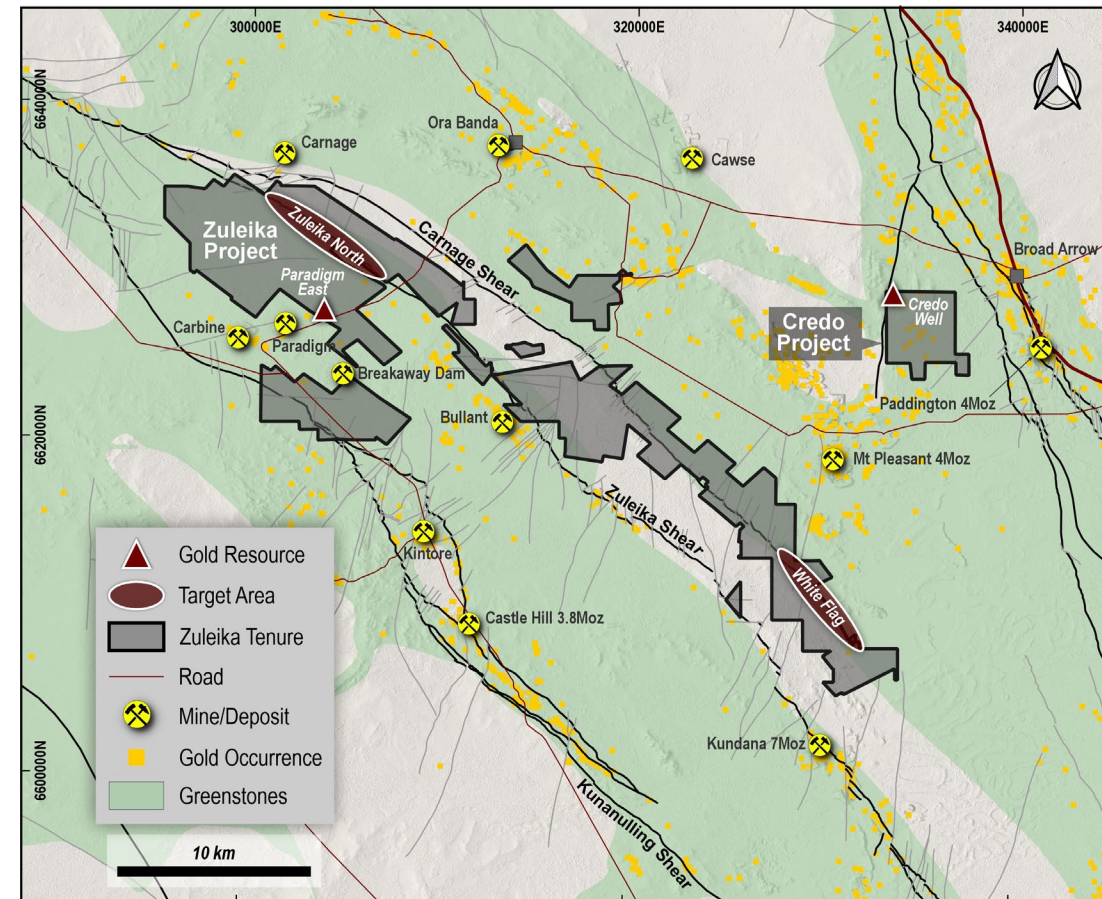 300000E
320000E
340000E
6640000N
6620000N
6600000N
Carnage
Ora Banda
Cawse
Zuleika
Project
Zuleika North
Carnage Shear
Broad Arrow
Paradigm
East
Credo
Well
Credo
Project
Carbine
Paradigm
Breakaway Dam
Bullant
Paddington 4Moz
Mt Pleasant 4Moz
Zuleika Shear
Kintore
White Flag
Castle Hill 3.8Moz
Kundana 7Moz
Kunanulling Shear
Gold Resource
Target Area
Zuleika Tenure
Road
Mine/Deposit
Gold Occurrence
Greenstones
10 km